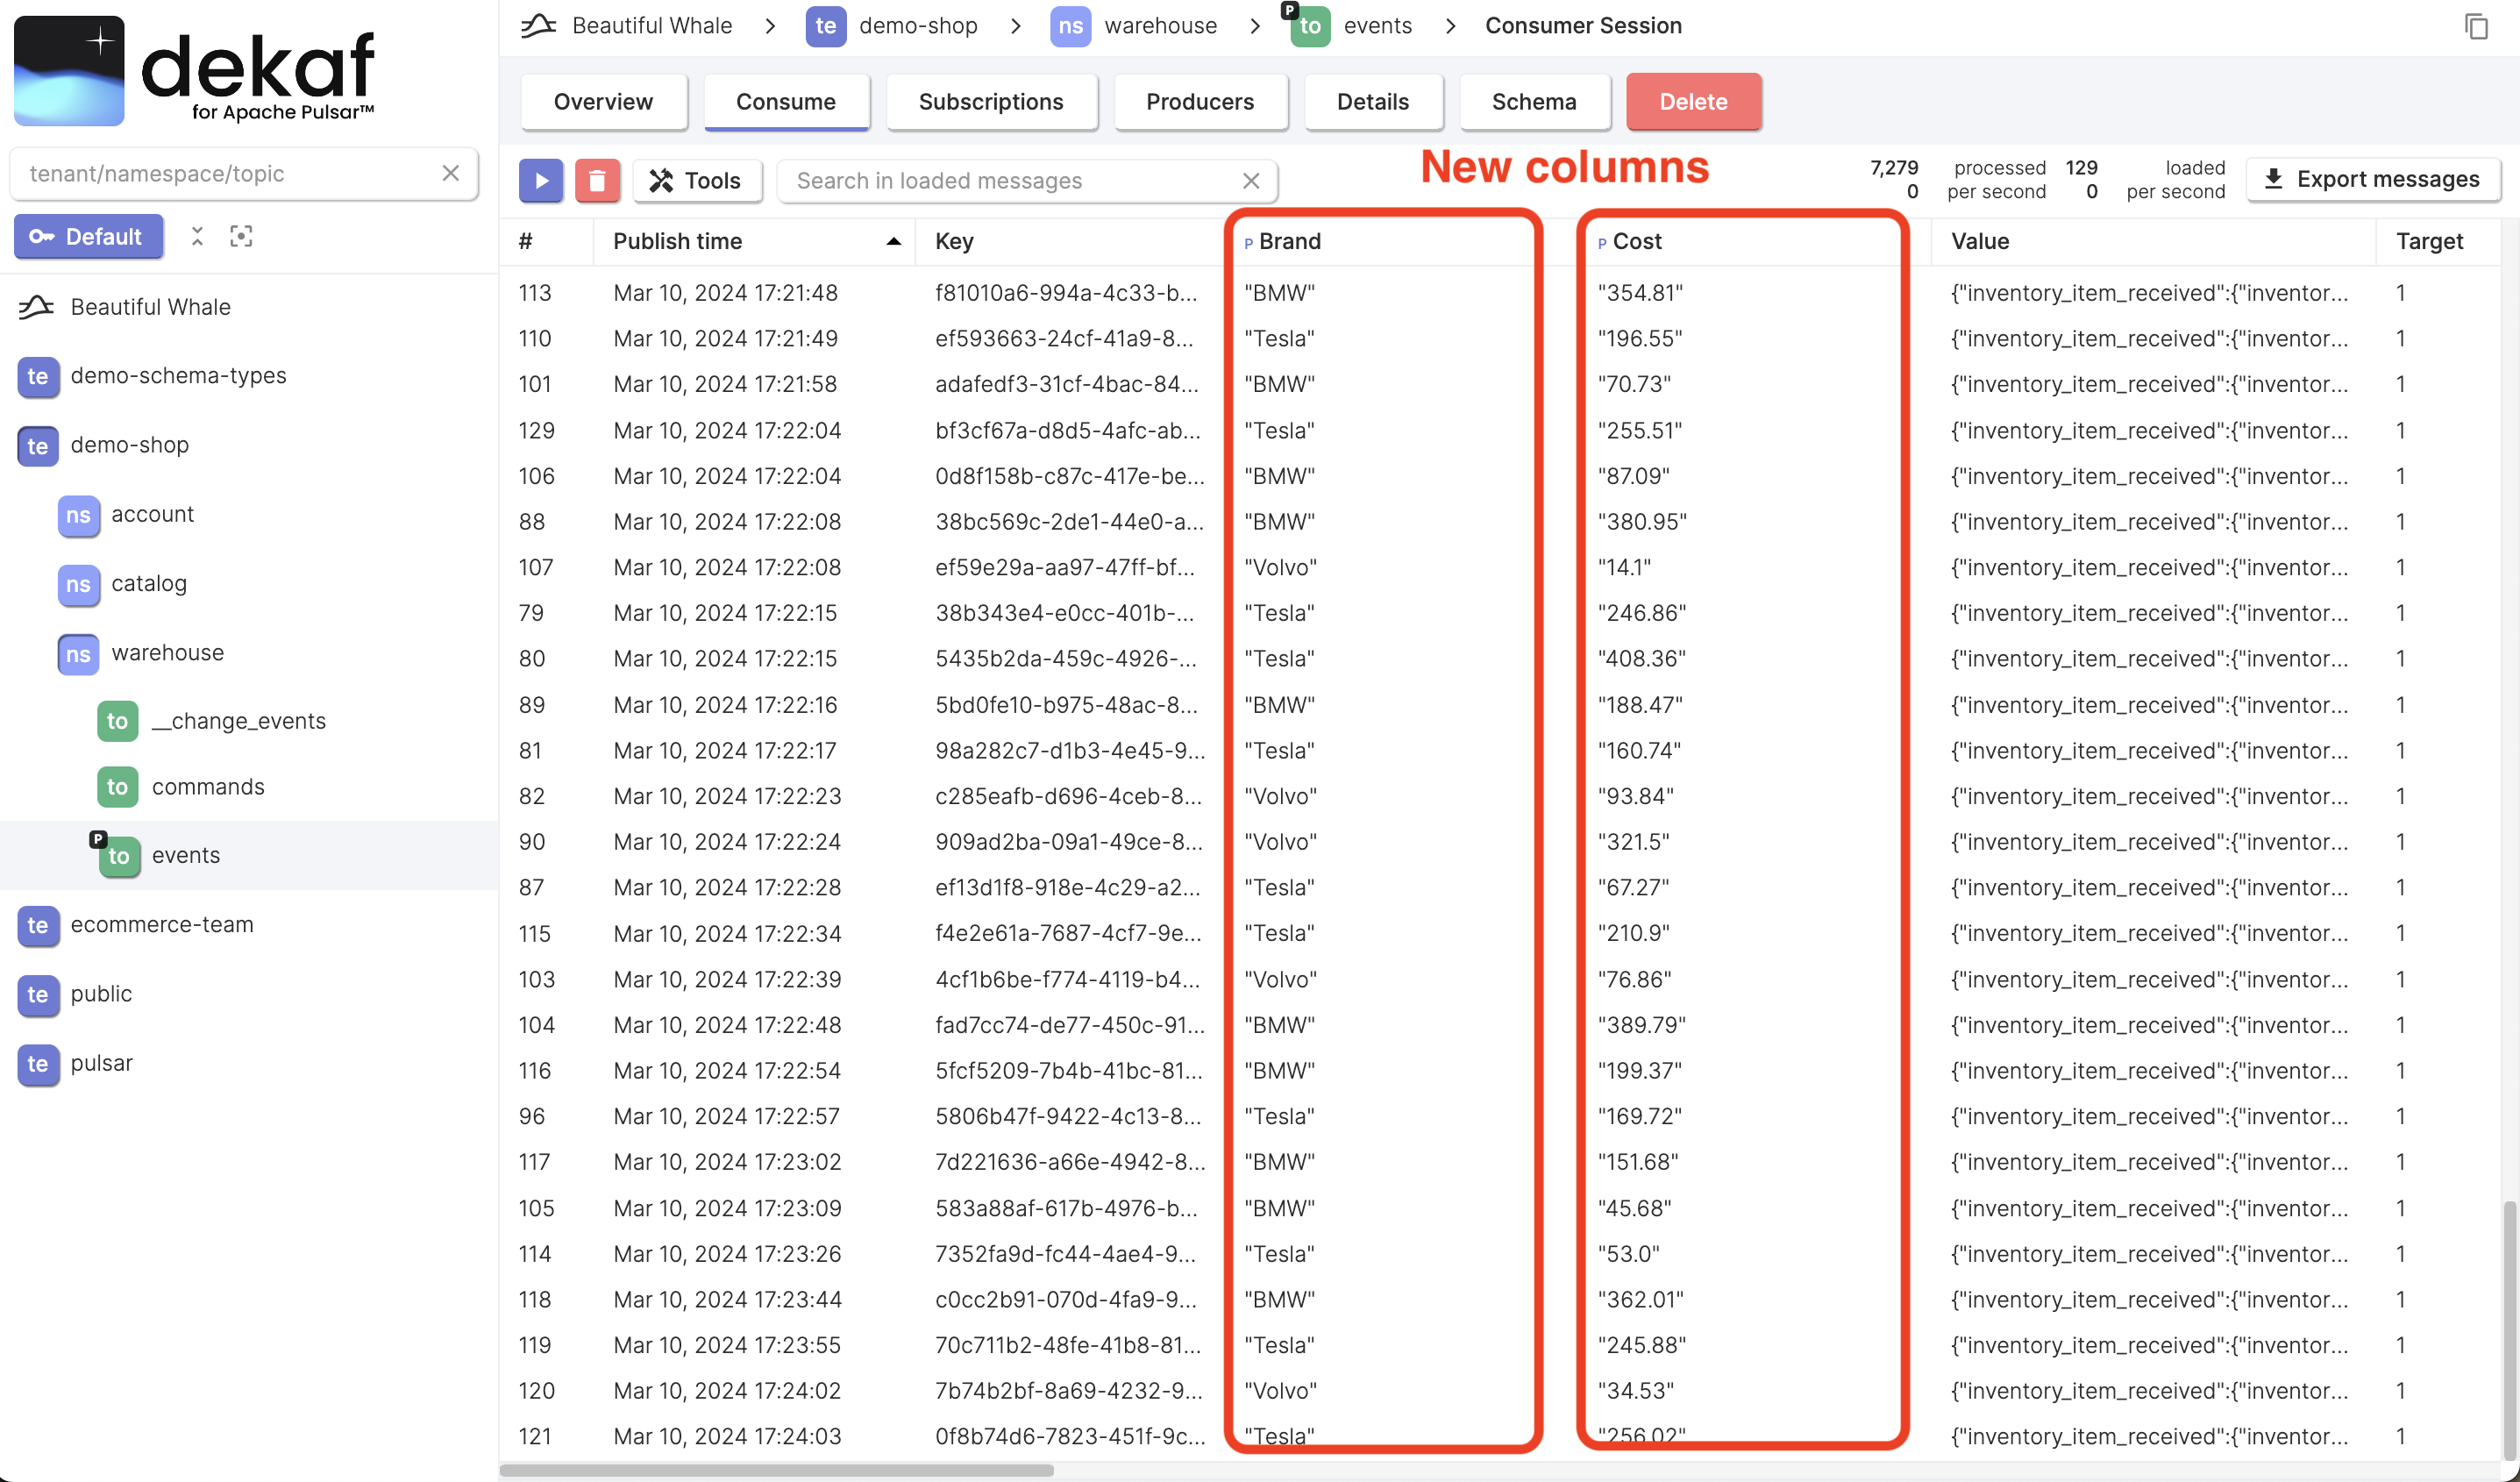 dekaf
for Apache Pulsar™
tenant/namespace/topic
Default
Beautiful Whale
te demo-schema-types
te demo-shop
ns account
ns catalog
ns warehouse
to __change_events
to commands
P to events
te ecommerce-team
te public
te pulsar
Beautiful Whale > te demo-shop > ns warehouse > P to events > Consumer Session
Overview Consume Subscriptions Producers Details Schema Delete
Tools Search in loaded messages New columns 7,279 processed 129 loaded Export messages
0 per second 0 per second
# Publish time Key P Brand P Cost Value Target
113 Mar 10, 2024 17:21:48 f81010a6-994a-4c33-b... "BMW" "354.81" {"inventory_item_received":{"inventor... 1
110 Mar 10, 2024 17:21:49 ef593663-24cf-41a9-8... "Tesla" "196.55" {"inventory_item_received":{"inventor... 1
101 Mar 10, 2024 17:21:58 adafedf3-31cf-4bac-84... "BMW" "70.73" {"inventory_item_received":{"inventor... 1
129 Mar 10, 2024 17:22:04 bf3cf67a-d8d5-4afc-ab... "Tesla" "255.51" {"inventory_item_received":{"inventor... 1
106 Mar 10, 2024 17:22:04 0d8f158b-c87c-417e-be... "BMW" "87.09" {"inventory_item_received":{"inventor... 1
88 Mar 10, 2024 17:22:08 38bc569c-2de1-44e0-a... "BMW" "380.95" {"inventory_item_received":{"inventor... 1
107 Mar 10, 2024 17:22:08 ef59e29a-aa97-47ff-bf... "Volvo" "14.1" {"inventory_item_received":{"inventor... 1
79 Mar 10, 2024 17:22:15 38b343e4-e0cc-401b-... "Tesla" "246.86" {"inventory_item_received":{"inventor... 1
80 Mar 10, 2024 17:22:15 5435b2da-459c-4926-... "Tesla" "408.36" {"inventory_item_received":{"inventor... 1
89 Mar 10, 2024 17:22:16 5bd0fe10-b975-48ac-8... "BMW" "188.47" {"inventory_item_received":{"inventor... 1
81 Mar 10, 2024 17:22:17 98a282c7-d1b3-4e45-9... "Tesla" "160.74" {"inventory_item_received":{"inventor... 1
82 Mar 10, 2024 17:22:23 c285eafb-d696-4ceb-8... "Volvo" "93.84" {"inventory_item_received":{"inventor... 1
90 Mar 10, 2024 17:22:24 909ad2ba-09a1-49ce-8... "Volvo" "321.5" {"inventory_item_received":{"inventor... 1
87 Mar 10, 2024 17:22:28 ef13d1f8-918e-4c29-a2... "Tesla" "67.27" {"inventory_item_received":{"inventor... 1
115 Mar 10, 2024 17:22:34 f4e2e61a-7687-4cf7-9e... "Tesla" "210.9" {"inventory_item_received":{"inventor... 1
103 Mar 10, 2024 17:22:39 4cf1b6be-f774-4119-b4... "Volvo" "76.86" {"inventory_item_received":{"inventor... 1
104 Mar 10, 2024 17:22:48 fad7cc74-de77-450c-91... "BMW" "389.79" {"inventory_item_received":{"inventor... 1
116 Mar 10, 2024 17:22:54 5fcf5209-7b4b-41bc-81... "BMW" "199.37" {"inventory_item_received":{"inventor... 1
96 Mar 10, 2024 17:22:57 5806b47f-9422-4c13-8... "Tesla" "169.72" {"inventory_item_received":{"inventor... 1
117 Mar 10, 2024 17:23:02 7d221636-a66e-4942-8... "BMW" "151.68" {"inventory_item_received":{"inventor... 1
105 Mar 10, 2024 17:23:09 583a88af-617b-4976-b... "BMW" "45.68" {"inventory_item_received":{"inventor... 1
114 Mar 10, 2024 17:23:26 7352fa9d-fc44-4ae4-9... "Tesla" "53.0" {"inventory_item_received":{"inventor... 1
118 Mar 10, 2024 17:23:44 c0cc2b91-070d-4fa9-9... "BMW" "362.01" {"inventory_item_received":{"inventor... 1
119 Mar 10, 2024 17:23:55 70c711b2-48fe-41b8-81... "Tesla" "245.88" {"inventory_item_received":{"inventor... 1
120 Mar 10, 2024 17:24:02 7b74b2bf-8a69-4232-9... "Volvo" "34.53" {"inventory_item_received":{"inventor... 1
121 Mar 10, 2024 17:24:03 0f8b74d6-7823-451f-9c... "Tesla" "256.02" {"inventory_item_received":{"inventor... 1